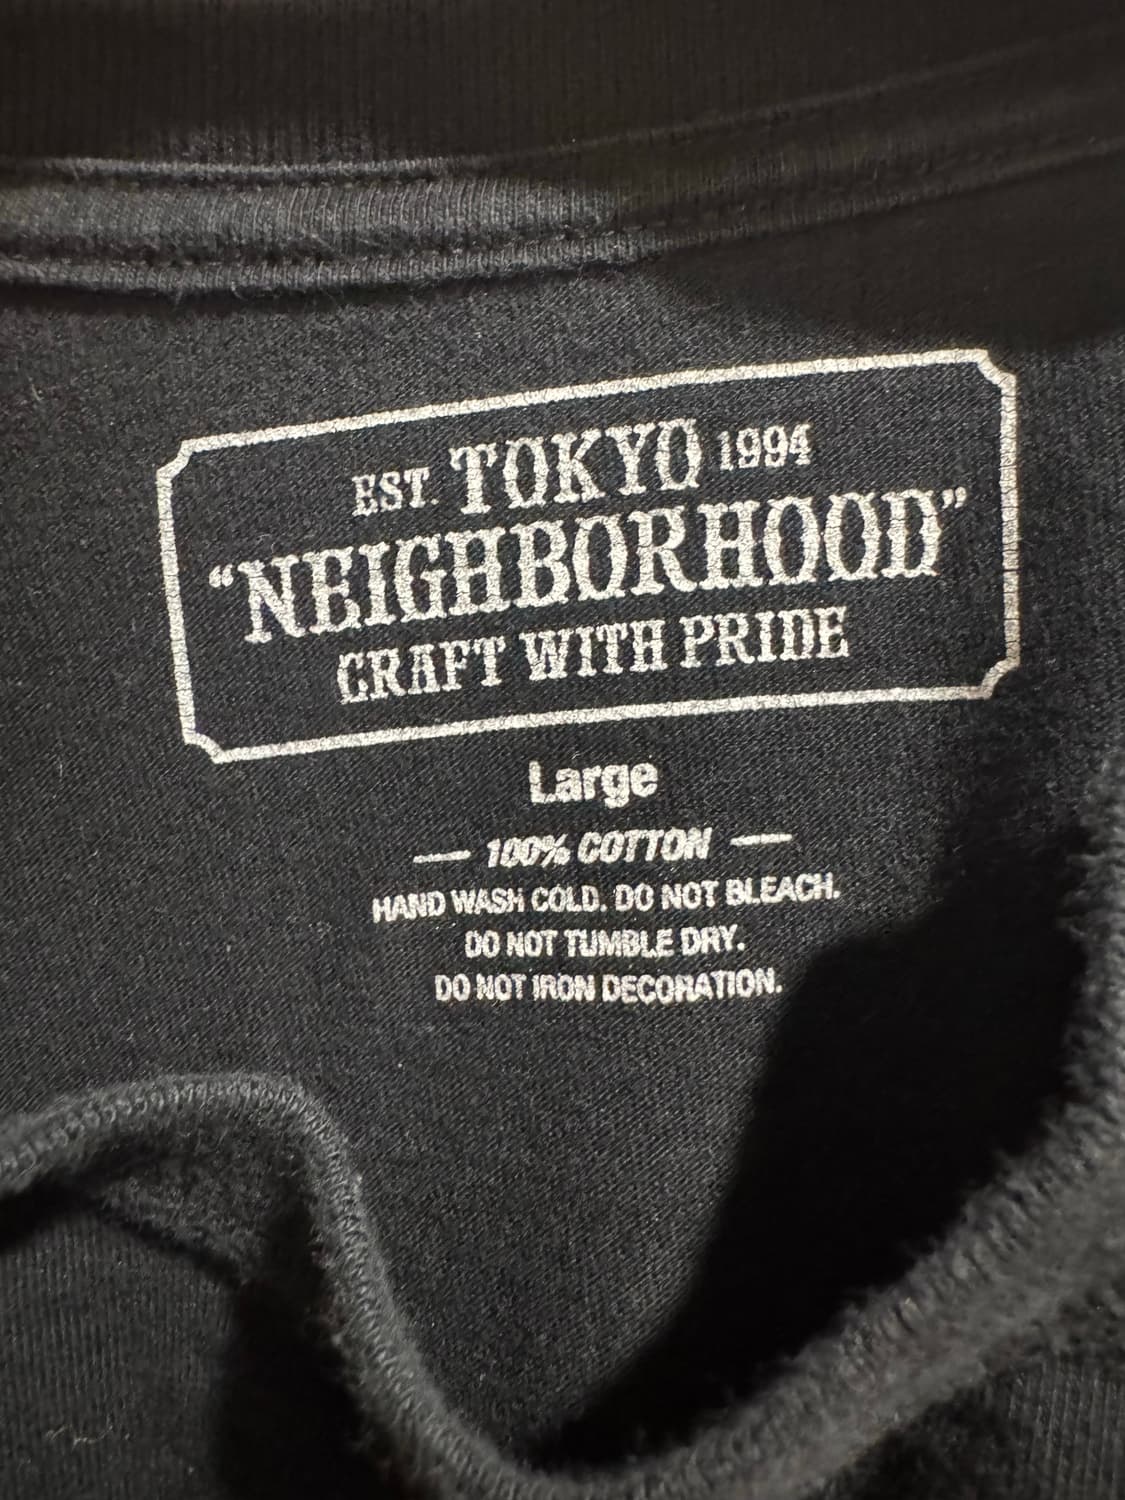 EST. TOKYO 1994
"NEIGHBORHOOD"
CRAFT WITH PRIDE
Large
— 100% COTTON —
HAND WASH COLD. DO NOT BLEACH.
DO NOT TUMBLE DRY.
DO NOT IRON DECORATION.